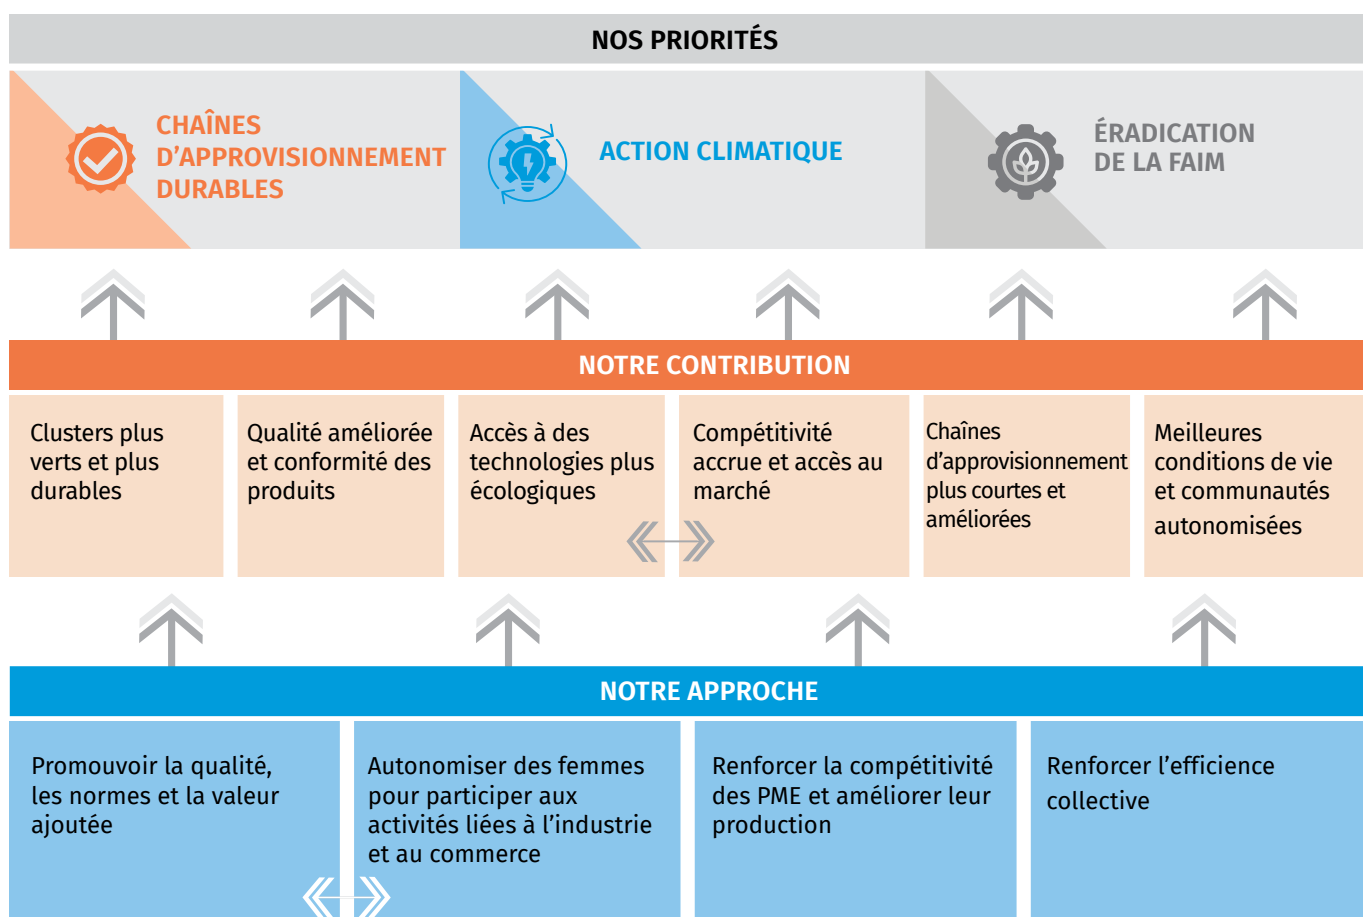 NOS PRIORITÉS
CHAÎNES
D’APPROVISIONNEMENT
DURABLES
ACTION CLIMATIQUE
ÉRADICATION
DE LA FAIM
NOTRE CONTRIBUTION
Clusters plus
verts et plus
durables
Qualité améliorée
et conformité des
produits
Accès à des
technologies plus
écologiques
Compétitivité
accrue et accès au
marché
Chaînes
d’approvisionnement
plus courtes et
améliorées
Meilleures
conditions de vie
et communautés
autonomisées
NOTRE APPROCHE
Promouvoir la qualité,
les normes et la valeur
ajoutée
Autonomiser des femmes
pour participer aux
activités liées à l’industrie
et au commerce
Renforcer la compétitivité
des PME et améliorer leur
production
Renforcer l’efficience
collective